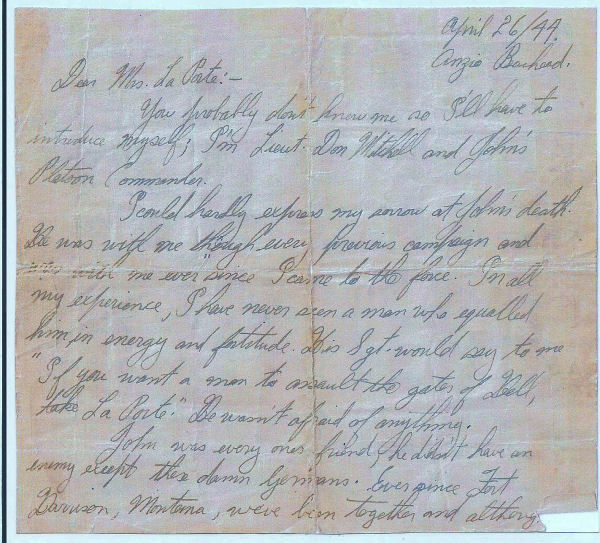 April 26/44.
Anzio Beachead.
Dear Mrs. La Porte:-
You probably don't know me so I'll have to
introduce myself; I'm Lieut. Don Mitchell and John's
Platoon Commander.
I could hardly express my sorrow at John's death.
He was with me though every previous campaign and
was with me ever since I came to the force. In all
my experience, I have never seen a man who equalled
him in energy and fortitude. His Sgt. would say to me
"If you want a man to assault the gates of Hell,
take La Porte." He wasn't afraid of anything.
John was every ones friend, he didn't have an
enemy except these damn Germans. Ever since Fort
Harrison, Montana, we've been together and